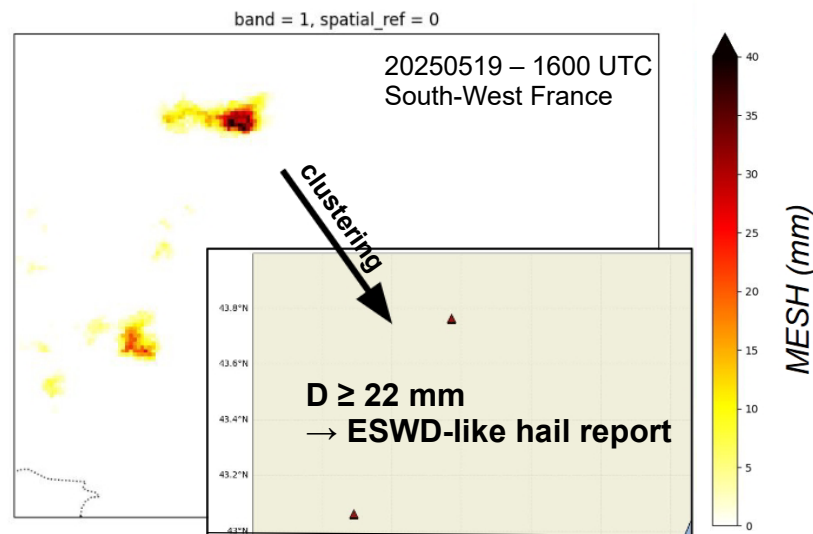 band = 1, spatial_ref = 0
20250519 – 1600 UTC
South-West France
clustering
43.8°N
43.6°N
43.4°N
43.2°N
43°N
D ≥ 22 mm
→ ESWD-like hail report
40
35
30
25
20
15
10
5
0
MESH (mm)